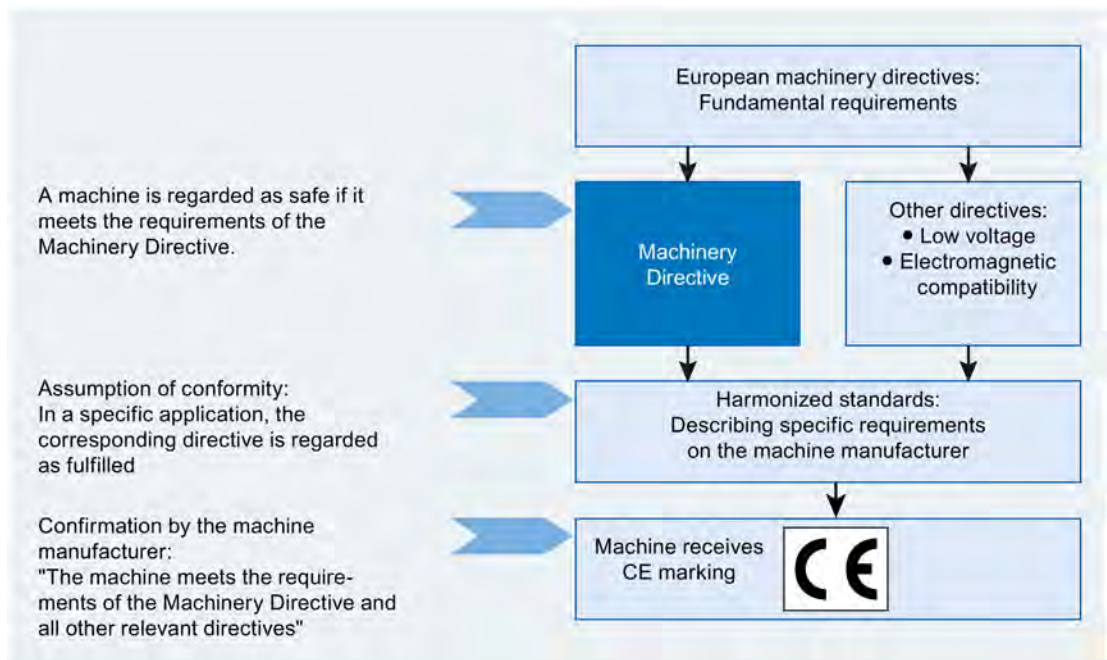 European machinery directives:
Fundamental requirements
A machine is regarded as safe if it
meets the requirements of the
Machinery Directive.
Machinery
Directive
Other directives:
• Low voltage
• Electromagnetic
compatibility
Assumption of conformity:
In a specific application, the
corresponding directive is regarded
as fulfilled
Harmonized standards:
Describing specific requirements
on the machine manufacturer
Confirmation by the machine
manufacturer:
"The machine meets the require-
ments of the Machinery Directive and
all other relevant directives"
Machine receives
CE marking
CE